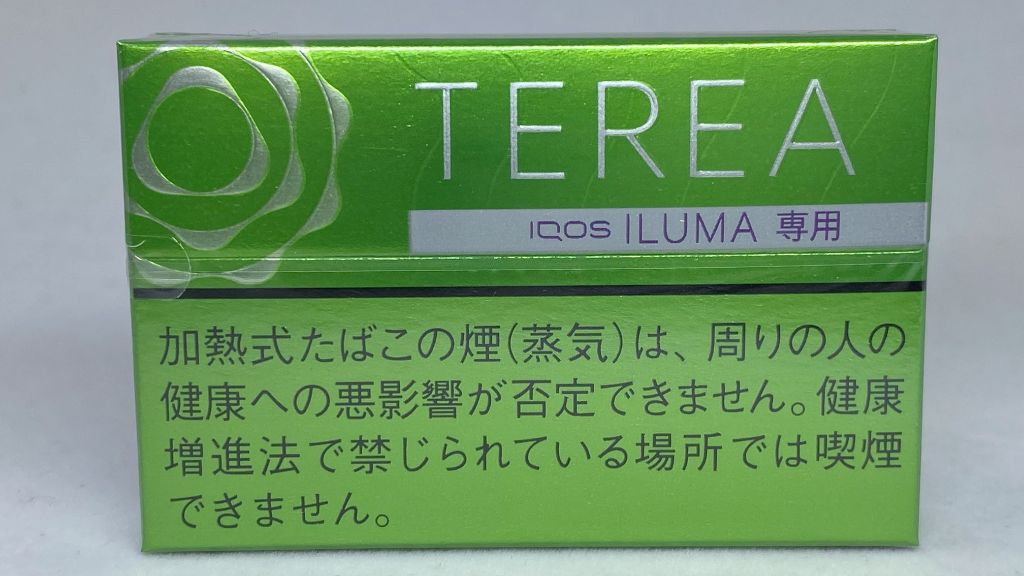 TEREA
IQOS ILUMA 専用
加熱式たばこの煙(蒸気)は、周りの人の
健康への悪影響が否定できません。健康
増進法で禁じられている場所では喫煙
できません。